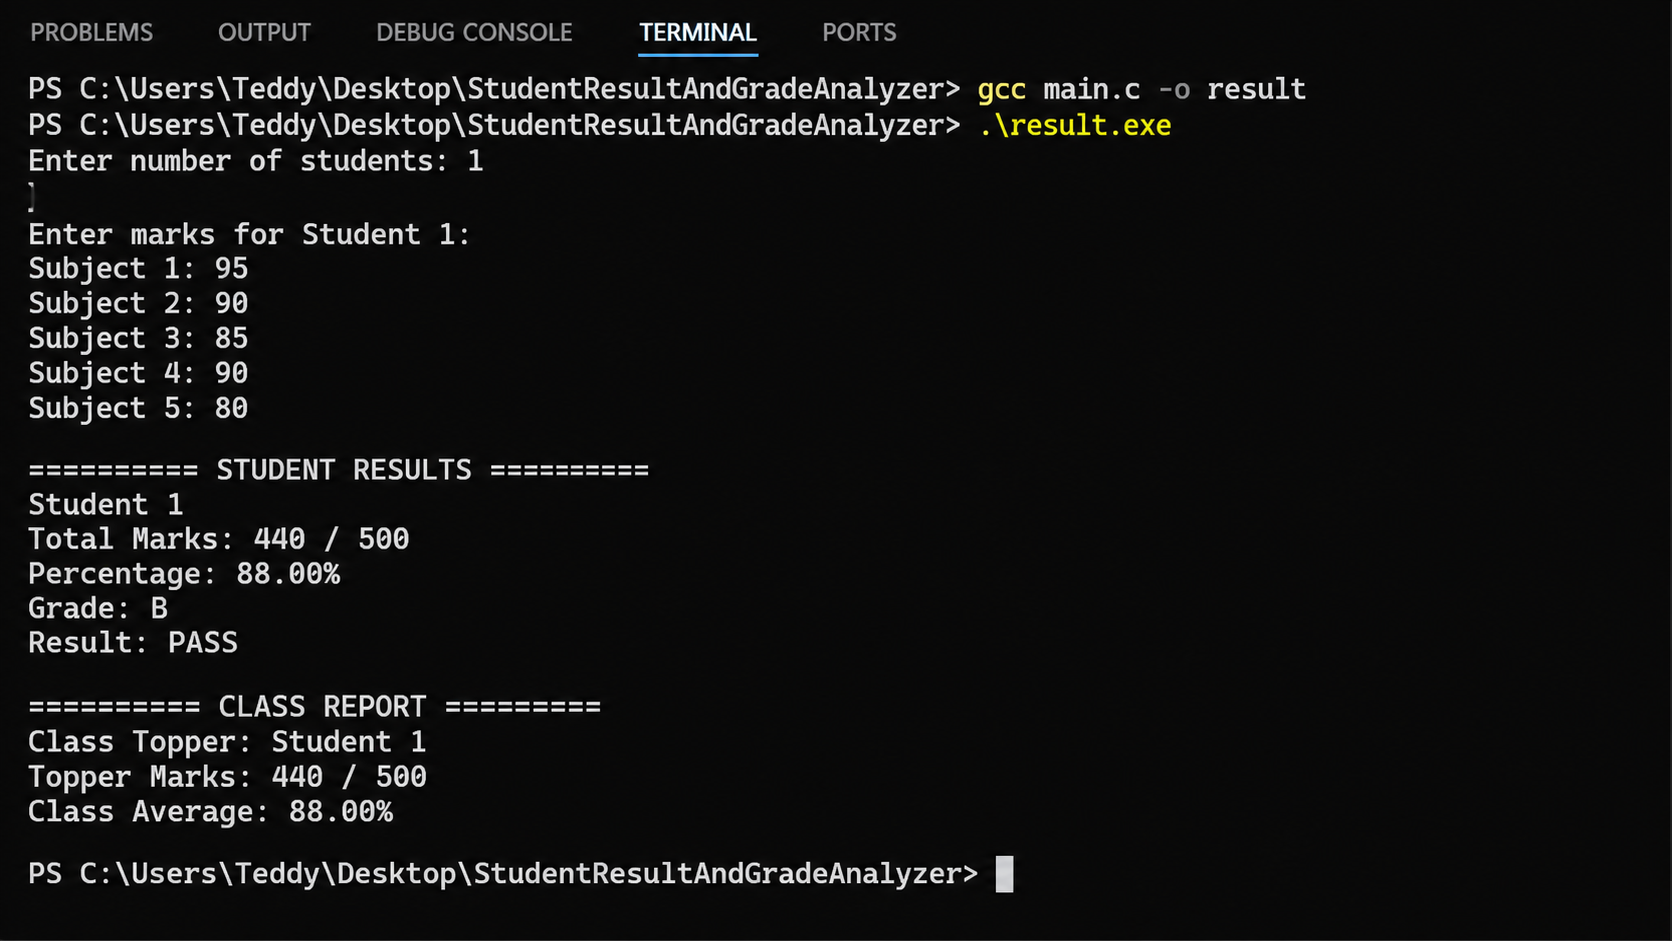 PROBLEMS OUTPUT DEBUG CONSOLE TERMINAL PORTS
PS C:\Users\Teddy\Desktop\StudentResultAndGradeAnalyzer> gcc main.c -o result
PS C:\Users\Teddy\Desktop\StudentResultAndGradeAnalyzer> .\result.exe
Enter number of students: 1
Enter marks for Student 1:
Subject 1: 95
Subject 2: 90
Subject 3: 85
Subject 4: 90
Subject 5: 80
========== STUDENT RESULTS ==========
Student 1
Total Marks: 440 / 500
Percentage: 88.00%
Grade: B
Result: PASS
========== CLASS REPORT =========
Class Topper: Student 1
Topper Marks: 440 / 500
Class Average: 88.00%
PS C:\Users\Teddy\Desktop\StudentResultAndGradeAnalyzer>